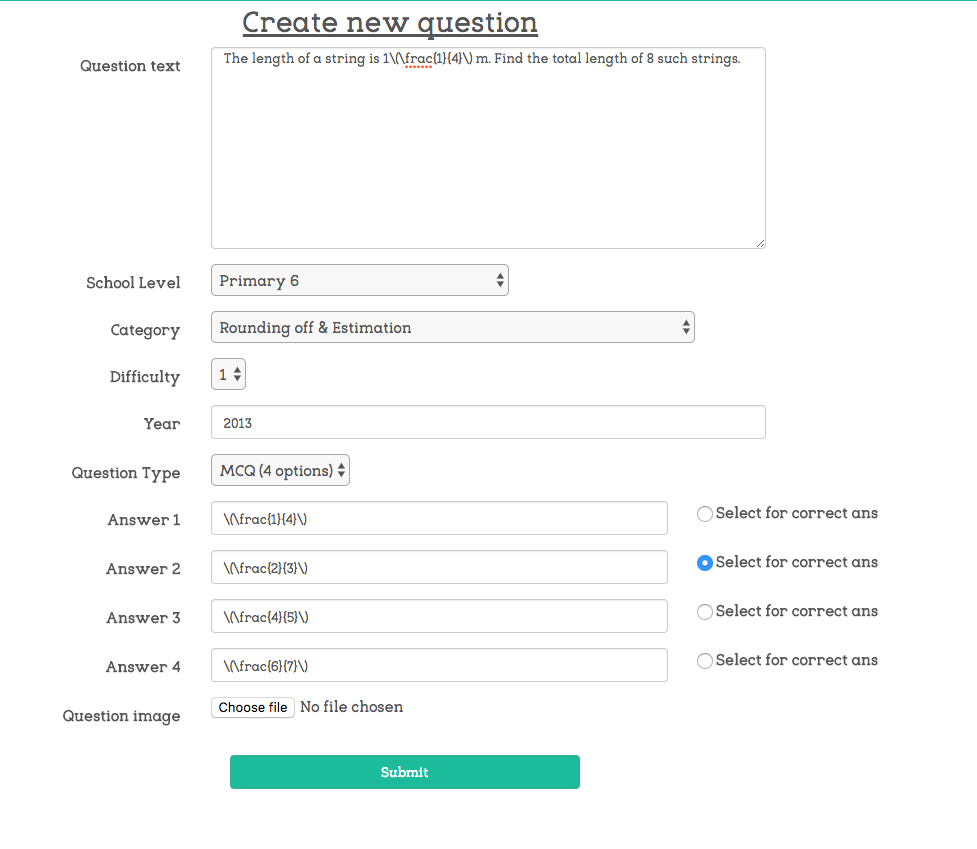 Create new question
Question text
The length of a string is 1\(\frac{1}{4}\) m. Find the total length of 8 such strings.
School Level
Primary 6
Category
Rounding off & Estimation
Difficulty
1
Year
2013
Question Type
MCQ (4 options)
Answer 1
\(\frac{1}{4}\)
Select for correct ans
Answer 2
\(\frac{2}{3}\)
Select for correct ans
Answer 3
\(\frac{4}{5}\)
Select for correct ans
Answer 4
\(\frac{6}{7}\)
Select for correct ans
Question image
Choose file No file chosen
Submit